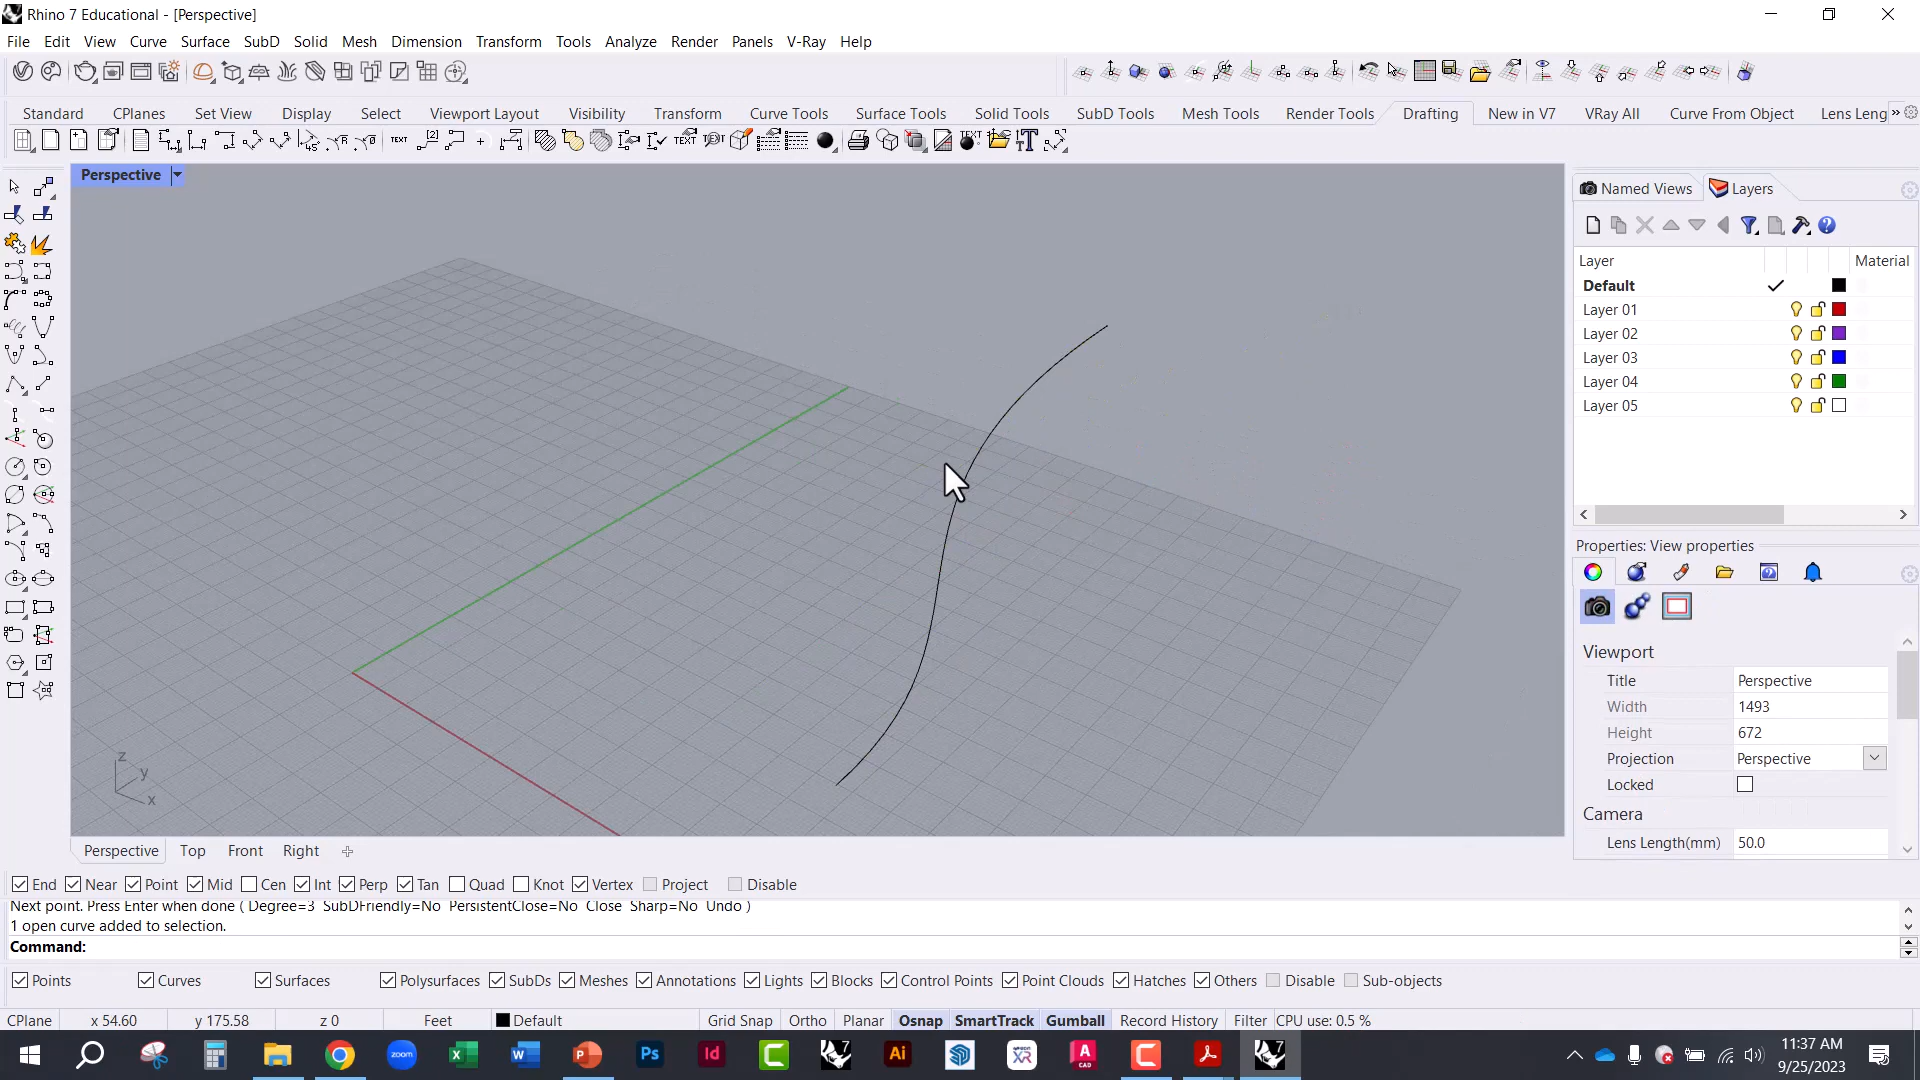 Rhino 7 Educational - [Perspective]
File Edit View Curve Surface SubD Solid Mesh Dimension Transform Tools Analyze Render Panels V-Ray Help
Standard CPlanes Set View Display Select Viewport Layout Visibility Transform Curve Tools Surface Tools Solid Tools SubD Tools Mesh Tools Render Tools Drafting New in V7 VRay All Curve From Object Lens Leng »
Perspective
Named Views Layers
Layer Material
Default
Layer 01
Layer 02
Layer 03
Layer 04
Layer 05
Properties: View properties
Viewport
Title Perspective
Width 1493
Height 672
Projection Perspective
Locked
Camera
Lens Length(mm) 50.0
z
y
x
Perspective Top Front Right
End Near Point Mid Cen Int Perp Tan Quad Knot Vertex Project Disable
Next point. Press Enter when done ( Degree=3 SubDFriendly=No PersistentClose=No Close Sharp=No Undo )
1 open curve added to selection.
Command:
Points Curves Surfaces Polysurfaces SubDs Meshes Annotations Lights Blocks Control Points Point Clouds Hatches Others Disable Sub-objects
CPlane x 54.60 y 175.58 z 0 Feet Default Grid Snap Ortho Planar Osnap SmartTrack Gumball Record History Filter CPU use: 0.5 %
11:37 AM
9/25/2023